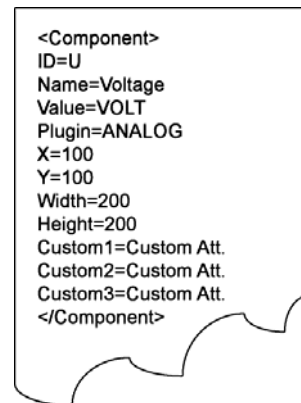 <Component>
ID=U
Name=Voltage
Value=VOLT
Plugin=ANALOG
X=100
Y=100
Width=200
Height=200
Custom1=Custom Att.
Custom2=Custom Att.
Custom3=Custom Att.
</Component>